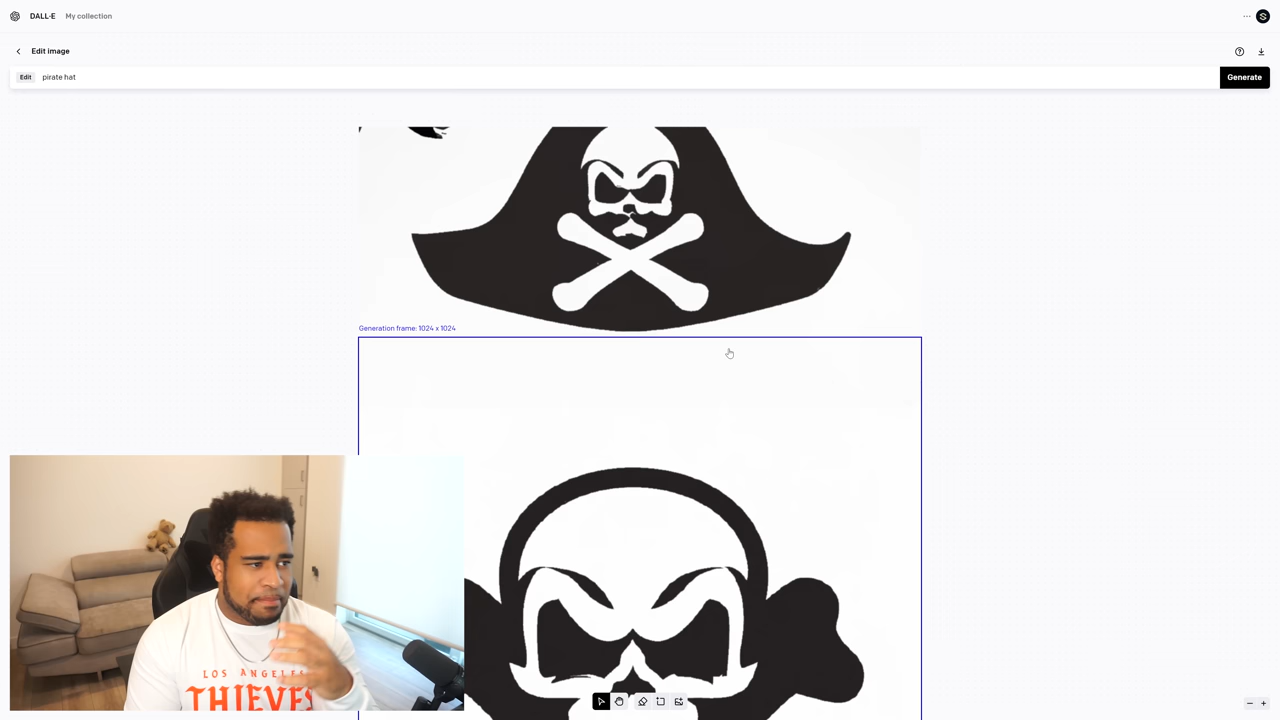 DALL·E My collection
Edit image
Edit pirate hat Generate
Generation frame: 1024 x 1024
LOS ANGELES
THIEVES